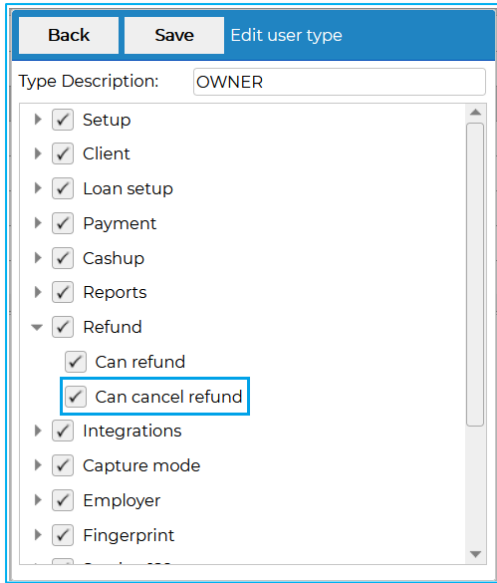 Back Save Edit user type
Type Description: OWNER
Setup
Client
Loan setup
Payment
Cashup
Reports
Refund
Can refund
Can cancel refund
Integrations
Capture mode
Employer
Fingerprint